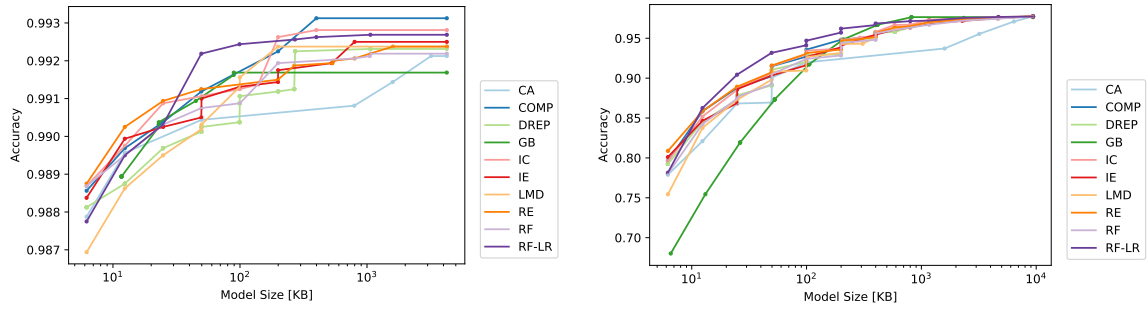 0.993
0.992
0.991
0.990
0.989
0.988
0.987
Accuracy
10¹
10²
10³
Model Size [KB]
CA
COMP
DREP
GB
IC
IE
LMD
RE
RF
RF-LR
0.95
0.90
0.85
0.80
0.75
0.70
Accuracy
10¹
10²
10³
10⁴
Model Size [KB]
CA
COMP
DREP
GB
IC
IE
LMD
RE
RF
RF-LR